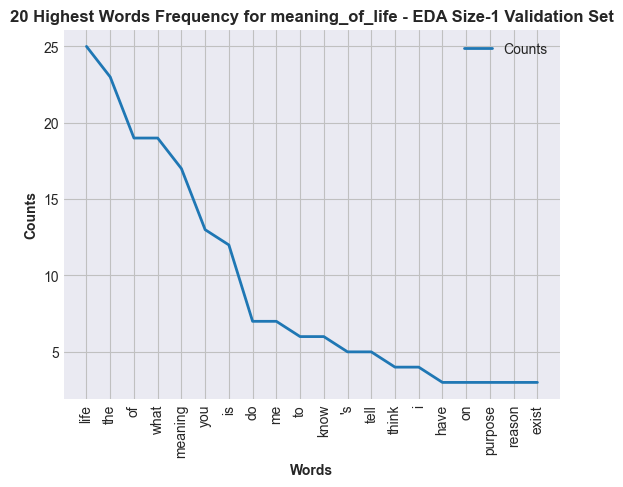 20 Highest Words Frequency for meaning_of_life - EDA Size-1 Validation Set
Counts
25
20
15
10
5
Counts
life
the
of
what
meaning
you
is
do
me
to
know
's
tell
think
i
have
on
purpose
reason
exist
Words